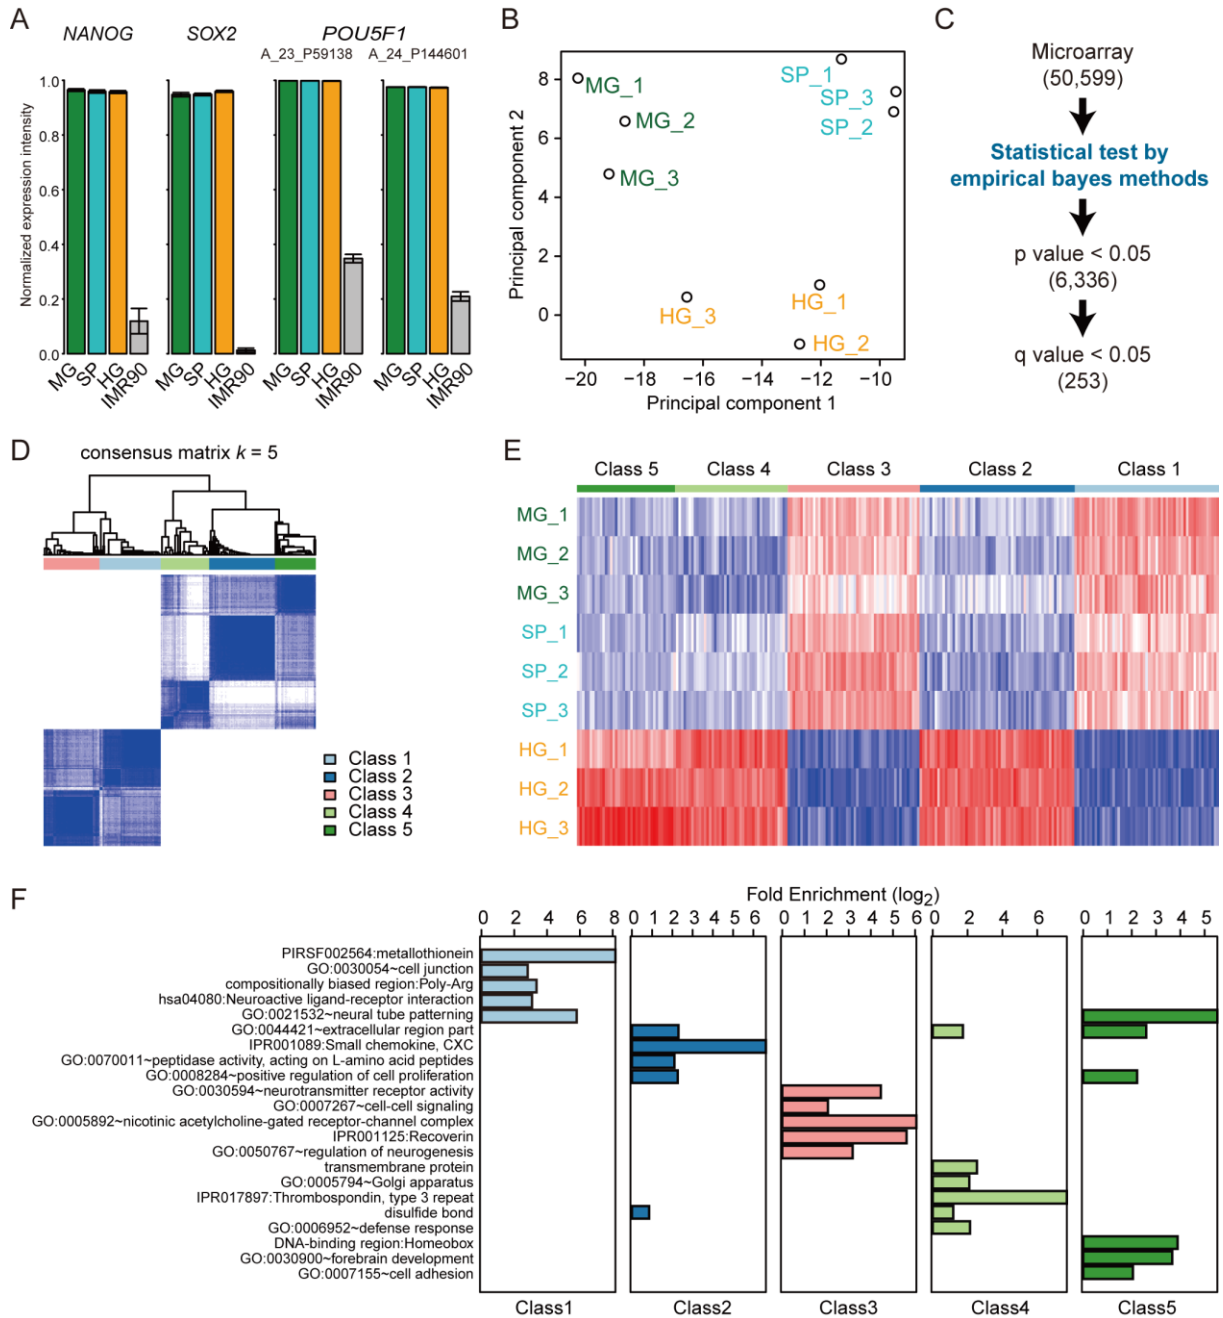 A
NANOG
SOX2
POU5F1
A_23_P59138
A_24_P144601
Normalized expression intensity
1.0
0.8
0.6
0.4
0.2
0.0
MG
SP
HG
IMR90
MG
SP
HG
IMR90
MG
SP
HG
IMR90
MG
SP
HG
IMR90
B
Principal component 2
8
6
4
2
0
MG_1
MG_2
MG_3
SP_1
SP_3
SP_2
HG_1
HG_3
HG_2
−20
−18
−16
−14
−12
−10
Principal component 1
C
Microarray
(50,599)
Statistical test by
empirical bayes methods
p value < 0.05
(6,336)
q value < 0.05
(253)
D
consensus matrix k = 5
Class 1
Class 2
Class 3
Class 4
Class 5
E
Class 5
Class 4
Class 3
Class 2
Class 1
MG_1
MG_2
MG_3
SP_1
SP_2
SP_3
HG_1
HG_2
HG_3
F
Fold Enrichment (log2)
0 2 4 6 8
0 1 2 3 4 5 6
0 1 2 3 4 5 6
0 2 4 6
0 1 2 3 4 5
PIRSF002564:metallothionein
GO:0030054~cell junction
compositionally biased region:Poly-Arg
hsa04080:Neuroactive ligand-receptor interaction
GO:0021532~neural tube patterning
GO:0044421~extracellular region part
IPR001089:Small chemokine, CXC
GO:0070011~peptidase activity, acting on L-amino acid peptides
GO:0008284~positive regulation of cell proliferation
GO:0030594~neurotransmitter receptor activity
GO:0007267~cell-cell signaling
GO:0005892~nicotinic acetylcholine-gated receptor-channel complex
IPR001125:Recoverin
GO:0050767~regulation of neurogenesis
transmembrane protein
GO:0005794~Golgi apparatus
IPR017897:Thrombospondin, type 3 repeat
disulfide bond
GO:0006952~defense response
DNA-binding region:Homeobox
GO:0030900~forebrain development
GO:0007155~cell adhesion
Class1
Class2
Class3
Class4
Class5